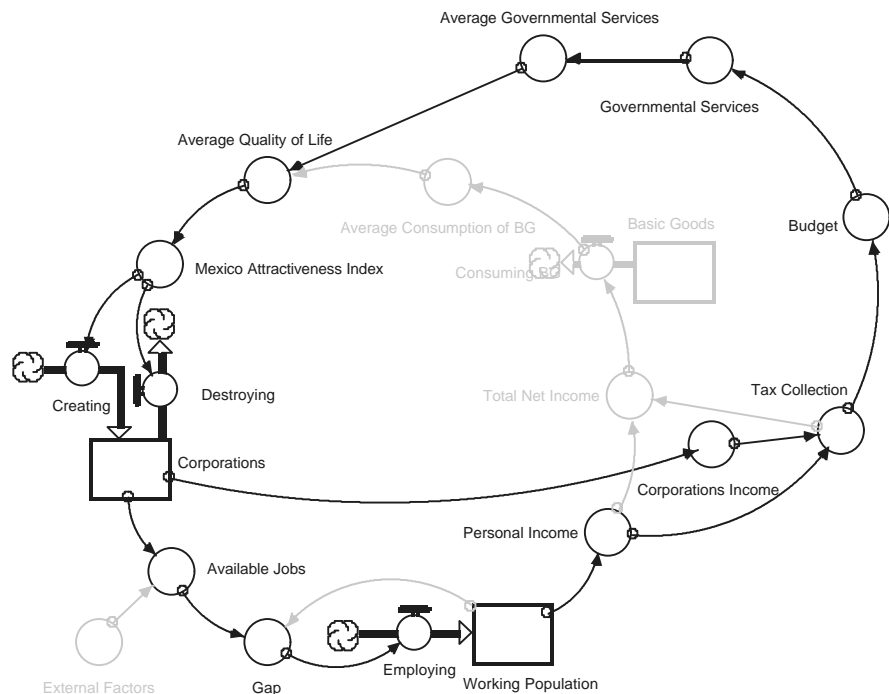 Average Governmental Services
Governmental Services
Average Quality of Life
Average Consumption of BG
Basic Goods
Budget
Mexico Attractiveness Index
Consuming BG
Creating
Destroying
Total Net Income
Tax Collection
Corporations
Corporations Income
Personal Income
Available Jobs
External Factors
Gap
Employing
Working Population